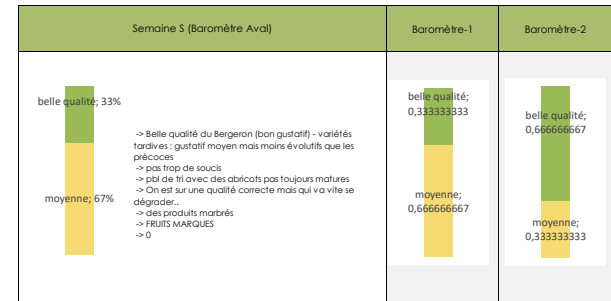 Semaine S (Baromètre Aval)
Baromètre-1
Baromètre-2
belle qualité; 33%
moyenne; 67%
-> Belle qualité du Bergeron (bon gustatif) - variétés
tardives : gustatif moyen mais moins évolutifs que les
précoces
-> pas trop de soucis
-> pbl de tri avec des abricots pas toujours matures
-> On est sur une qualité correcte mais qui va vite se
dégrader..
-> des produits marbrés
-> FRUITS MARQUES
-> 0
belle qualité;
0,333333333
moyenne;
0,666666667
belle qualité;
0,666666667
moyenne;
0,333333333